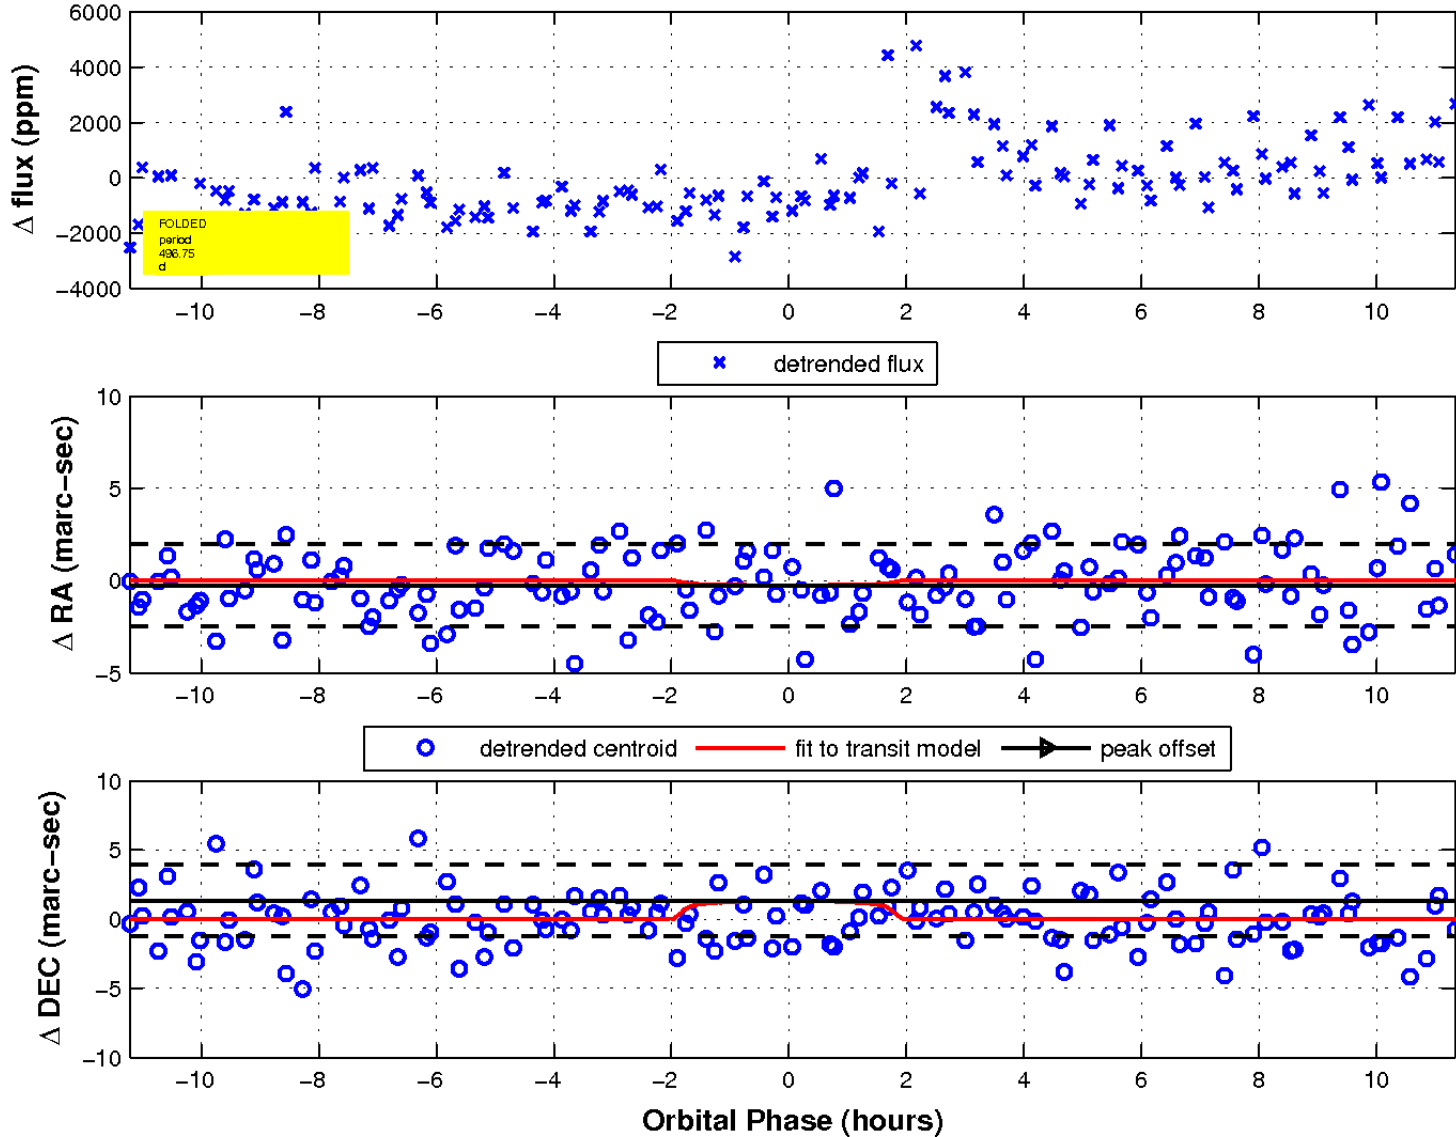 6000
4000
2000
0
−2000
−4000
Δ flux (ppm)
FOLDED
period
496.75
d
−10 −8 −6 −4 −2 0 2 4 6 8 10
detrended flux
10
5
0
−5
Δ RA (marc−sec)
−10 −8 −6 −4 −2 0 2 4 6 8 10
detrended centroid fit to transit model peak offset
10
5
0
−5
−10
Δ DEC (marc−sec)
−10 −8 −6 −4 −2 0 2 4 6 8 10
Orbital Phase (hours)